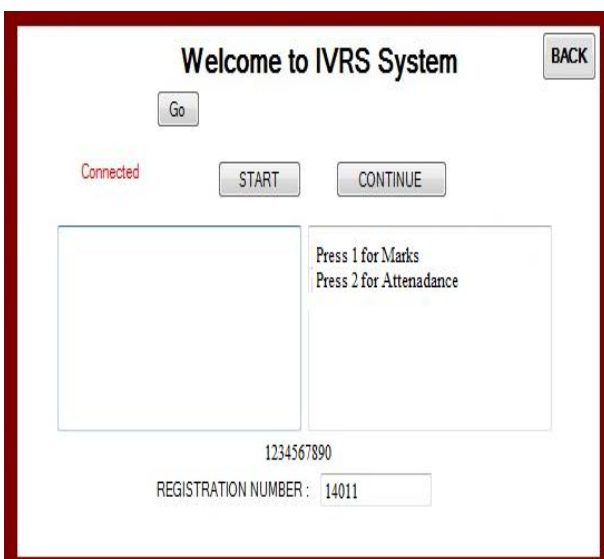 Welcome to IVRS System
BACK
Go
Connected
START
CONTINUE
Press 1 for Marks
Press 2 for Attenadance
1234567890
REGISTRATION NUMBER : 14011